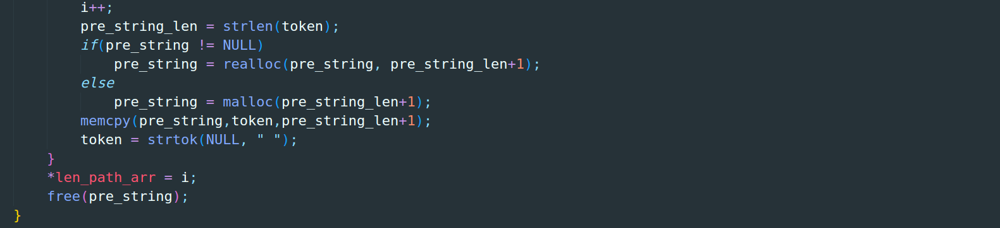 i++;
pre_string_len = strlen(token);
if(pre_string != NULL)
pre_string = realloc(pre_string, pre_string_len+1);
else
pre_string = malloc(pre_string_len+1);
memcpy(pre_string,token,pre_string_len+1);
token = strtok(NULL, " ");
}
*len_path_arr = i;
free(pre_string);
}